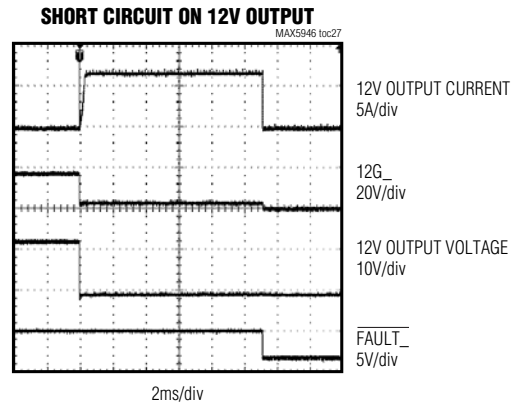 SHORT CIRCUIT ON 12V OUTPUT
MAX5946 toc27
12V OUTPUT CURRENT
5A/div
12G_
20V/div
12V OUTPUT VOLTAGE
10V/div
FAULT_
5V/div
2ms/div